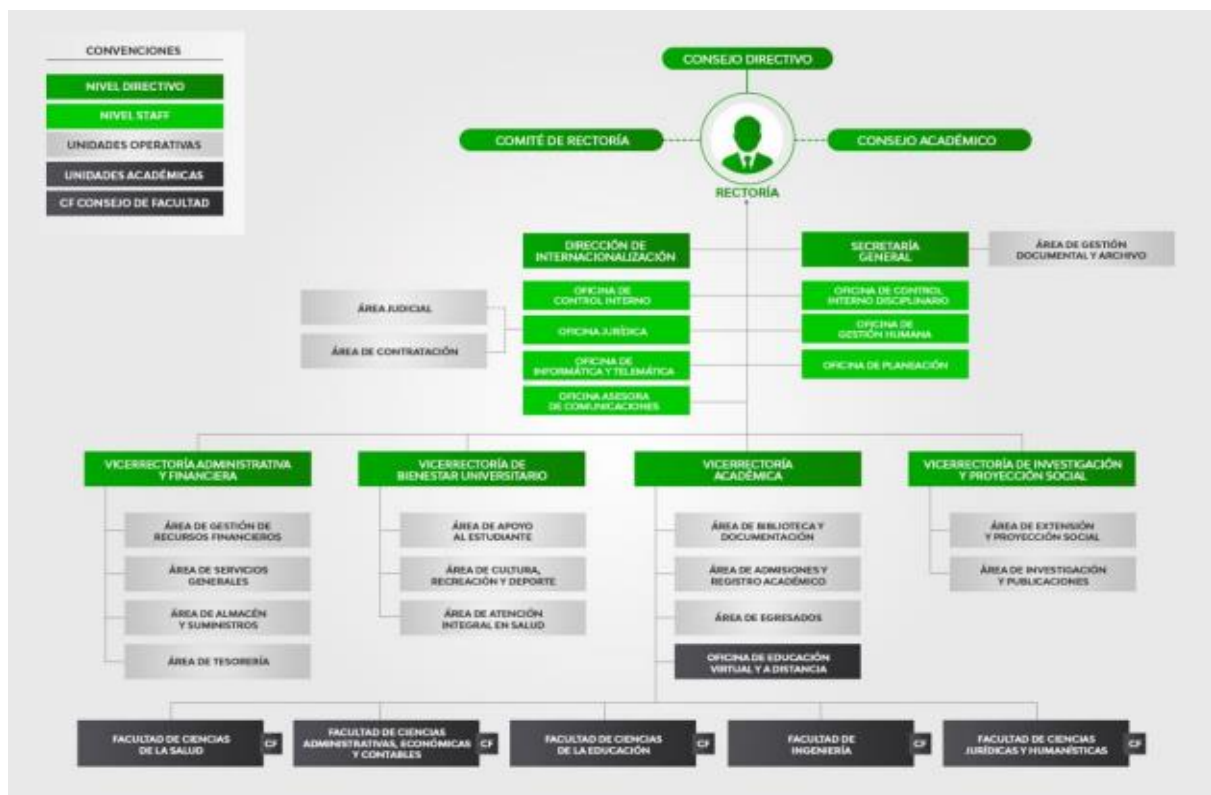 CONVENCIONES
NIVEL DIRECTIVO
NIVEL STAFF
UNIDADES OPERATIVAS
UNIDADES ACADÉMICAS
CF CONSEJO DE FACULTAD
CONSEJO DIRECTIVO
COMITÉ DE RECTORÍA
CONSEJO ACADÉMICO
RECTORÍA
DIRECCIÓN DE
INTERNACIONALIZACIÓN
SECRETARÍA
GENERAL
ÁREA DE GESTIÓN
DOCUMENTAL Y ARCHIVO
OFICINA DE
CONTROL INTERNO
OFICINA DE CONTROL
INTERNO DISCIPLINARIO
ÁREA JUDICIAL
ÁREA DE CONTRATACIÓN
OFICINA JURÍDICA
OFICINA DE
GESTIÓN HUMANA
OFICINA DE
INFORMÁTICA Y TELEMÁTICA
OFICINA DE PLANEACIÓN
OFICINA ASESORA
DE COMUNICACIONES
VICERRECTORÍA ADMINISTRATIVA
Y FINANCIERA
ÁREA DE GESTIÓN DE
RECURSOS FINANCIEROS
ÁREA DE SERVICIOS
GENERALES
ÁREA DE ALMACÉN
Y SUMINISTROS
ÁREA DE TESORERÍA
VICERRECTORÍA DE
BIENESTAR UNIVERSITARIO
ÁREA DE APOYO
AL ESTUDIANTE
ÁREA DE CULTURA,
RECREACIÓN Y DEPORTE
ÁREA DE ATENCIÓN
INTEGRAL EN SALUD
VICERRECTORÍA
ACADÉMICA
ÁREA DE BIBLIOTECA Y
DOCUMENTACIÓN
ÁREA DE ADMISIONES Y
REGISTRO ACADÉMICO
ÁREA DE EGRESADOS
OFICINA DE EDUCACIÓN
VIRTUAL Y A DISTANCIA
VICERRECTORÍA DE INVESTIGACIÓN
Y PROYECCIÓN SOCIAL
ÁREA DE EXTENSIÓN
Y PROYECCIÓN SOCIAL
ÁREA DE INVESTIGACIÓN
Y PUBLICACIONES
FACULTAD DE CIENCIAS
DE LA SALUD
CF
FACULTAD DE CIENCIAS
ADMINISTRATIVAS, ECONÓMICAS
Y CONTABLES
CF
FACULTAD DE CIENCIAS
DE LA EDUCACIÓN
CF
FACULTAD DE
INGENIERÍA
CF
FACULTAD DE CIENCIAS
JURÍDICAS Y HUMANÍSTICAS
CF